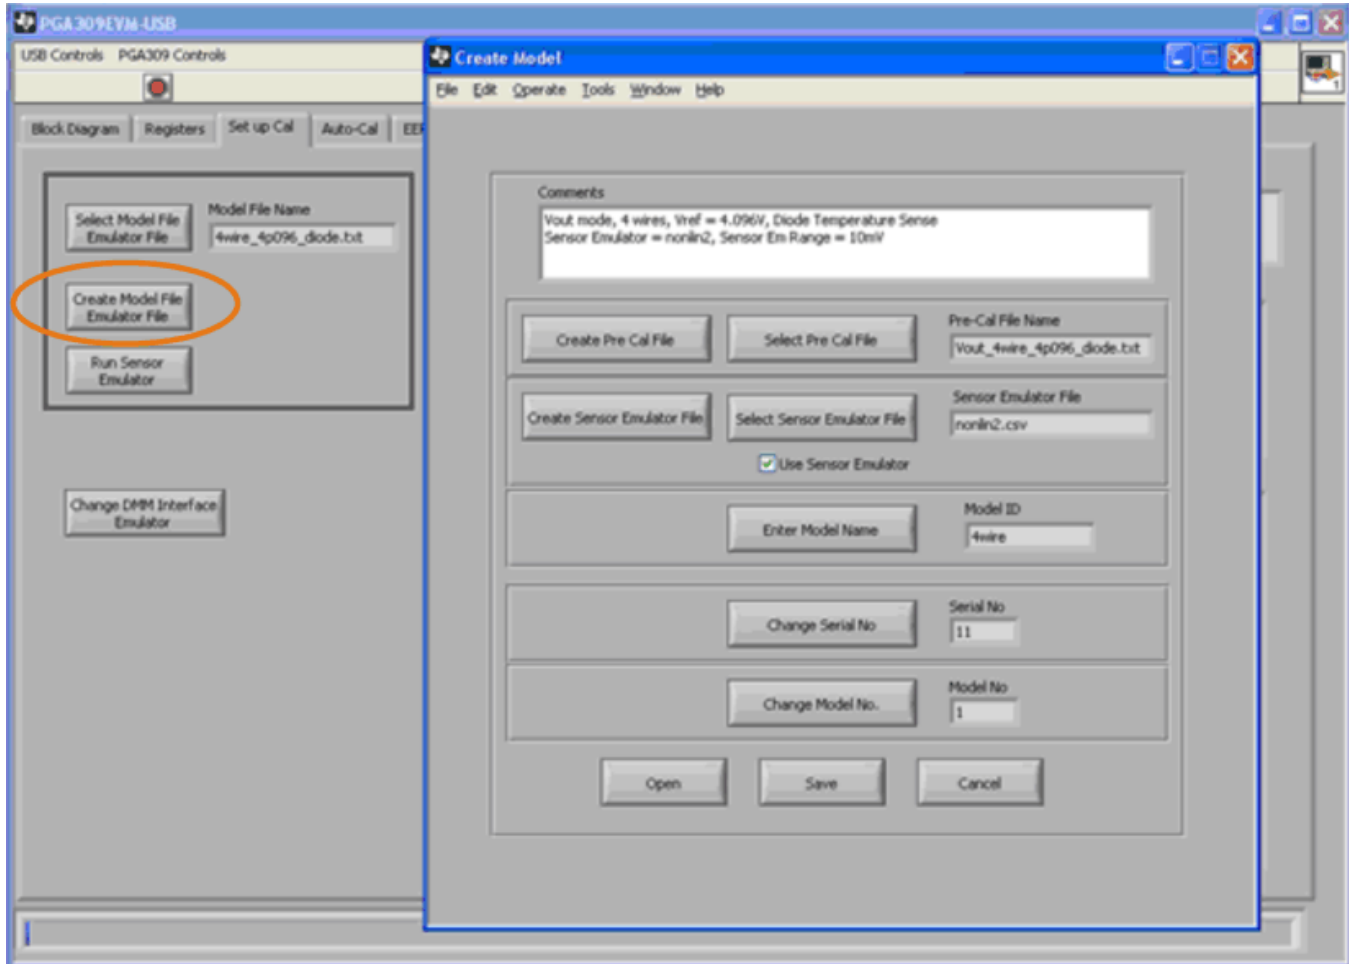 PGA309EVM-USB
USB Controls PGA309 Controls
Block Diagram Registers Set up Cal Auto-Cal
Select Model File
Emulator File
Model File Name
4wire_4p096_diode.txt
Create Model File
Emulator File
Run Sensor
Emulator
Change DMM Interface
Emulator
Create Model
File Edit Operate Tools Window Help
Comments
Vout mode, 4 wires, Vref = 4.096V, Diode Temperature Sense
Sensor Emulator = nonlin2, Sensor Em Range = 10mV
Create Pre Cal File
Select Pre Cal File
Pre-Cal File Name
Vout_4wire_4p096_diode.txt
Create Sensor Emulator File
Select Sensor Emulator File
Sensor Emulator File
nonlin2.csv
Use Sensor Emulator
Enter Model Name
Model ID
4wire
Change Serial No
Serial No
11
Change Model No.
Model No
1
Open Save Cancel